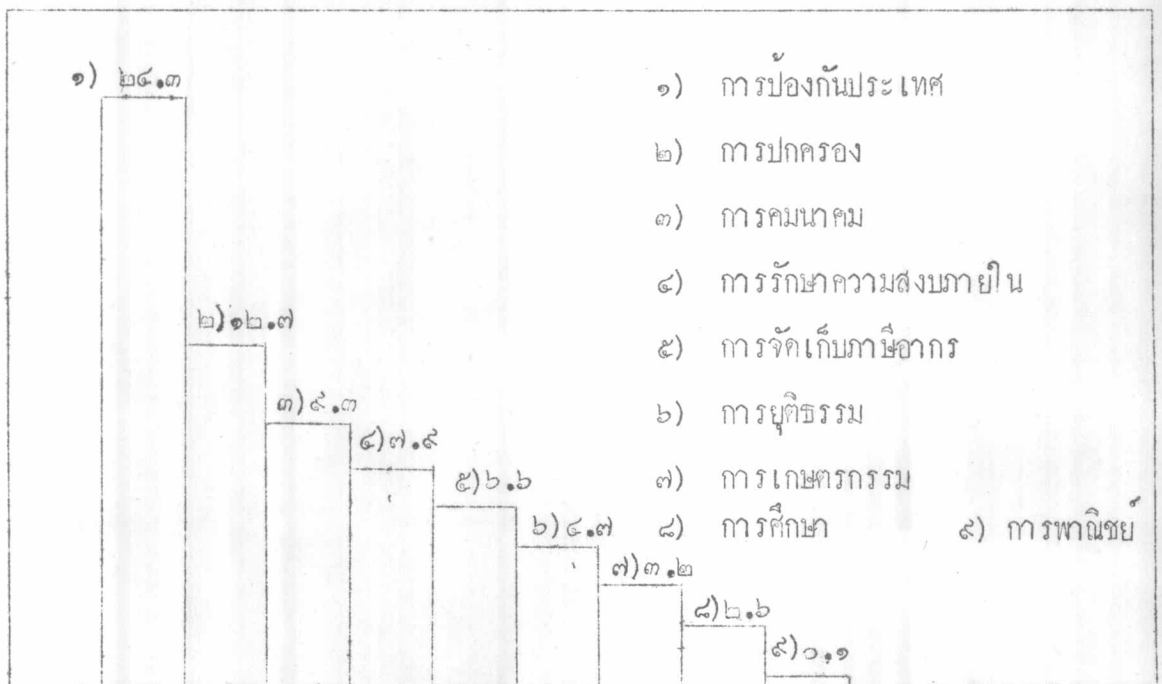 ๑) ๒๔.๓
๒)๑๒.๗
๓)๙.๓
๔)๗.๙
๕)๖.๖
๖)๔.๗
๗)๓.๒
๘)๒.๖
๙)๐.๑
๑) การป้องกันประเทศ
๒) การปกครอง
๓) การคมนาคม
๔) การรักษาความสงบภายใน
๕) การจัดเก็บภาษีอากร
๖) การยุติธรรม
๗) การเกษตรกรรม
๘) การศึกษา ๙) การพาณิชย์